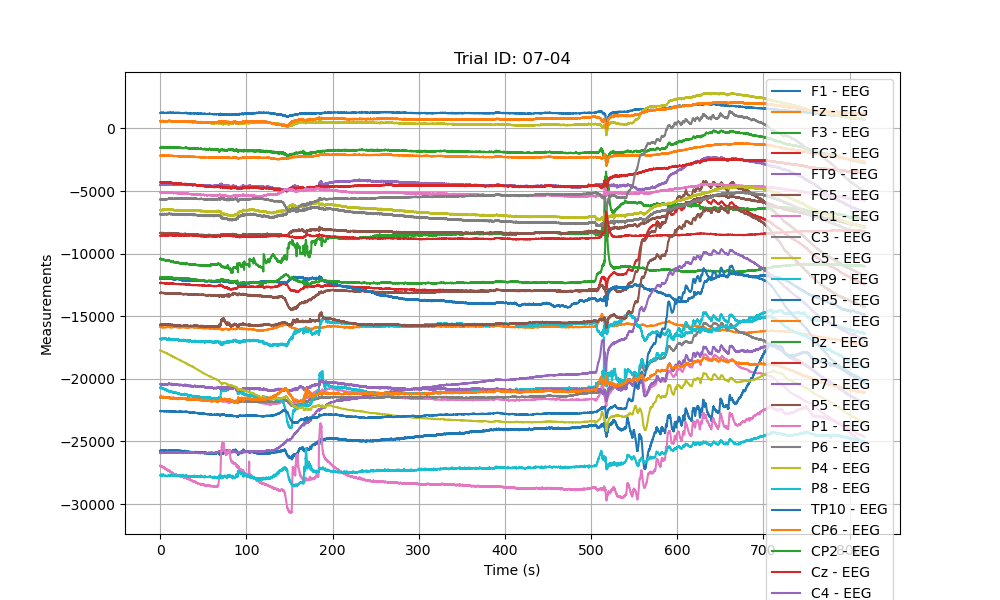 Trial ID: 07-04
Measurements
0
−5000
−10000
−15000
−20000
−25000
−30000
0
100
200
300
400
500
600
700
800
Time (s)
F1 - EEG
Fz - EEG
F3 - EEG
FC3 - EEG
FT9 - EEG
FC5 - EEG
FC1 - EEG
C3 - EEG
C5 - EEG
TP9 - EEG
CP5 - EEG
CP1 - EEG
Pz - EEG
P3 - EEG
P7 - EEG
P5 - EEG
P1 - EEG
P6 - EEG
P4 - EEG
P8 - EEG
TP10 - EEG
CP6 - EEG
CP2 - EEG
Cz - EEG
C4 - EEG